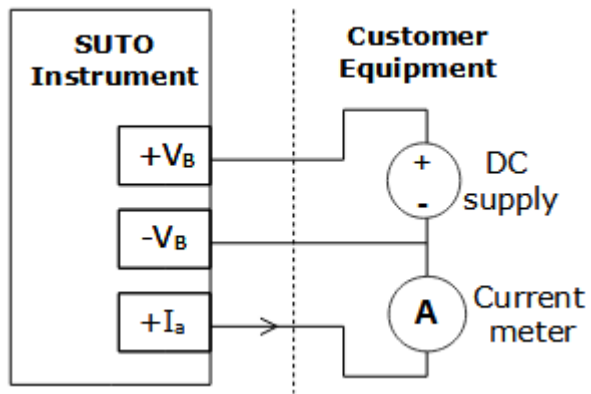 SUTO
Instrument
Customer
Equipment
+VB
-VB
+Ia
+
-
DC
supply
A
Current
meter